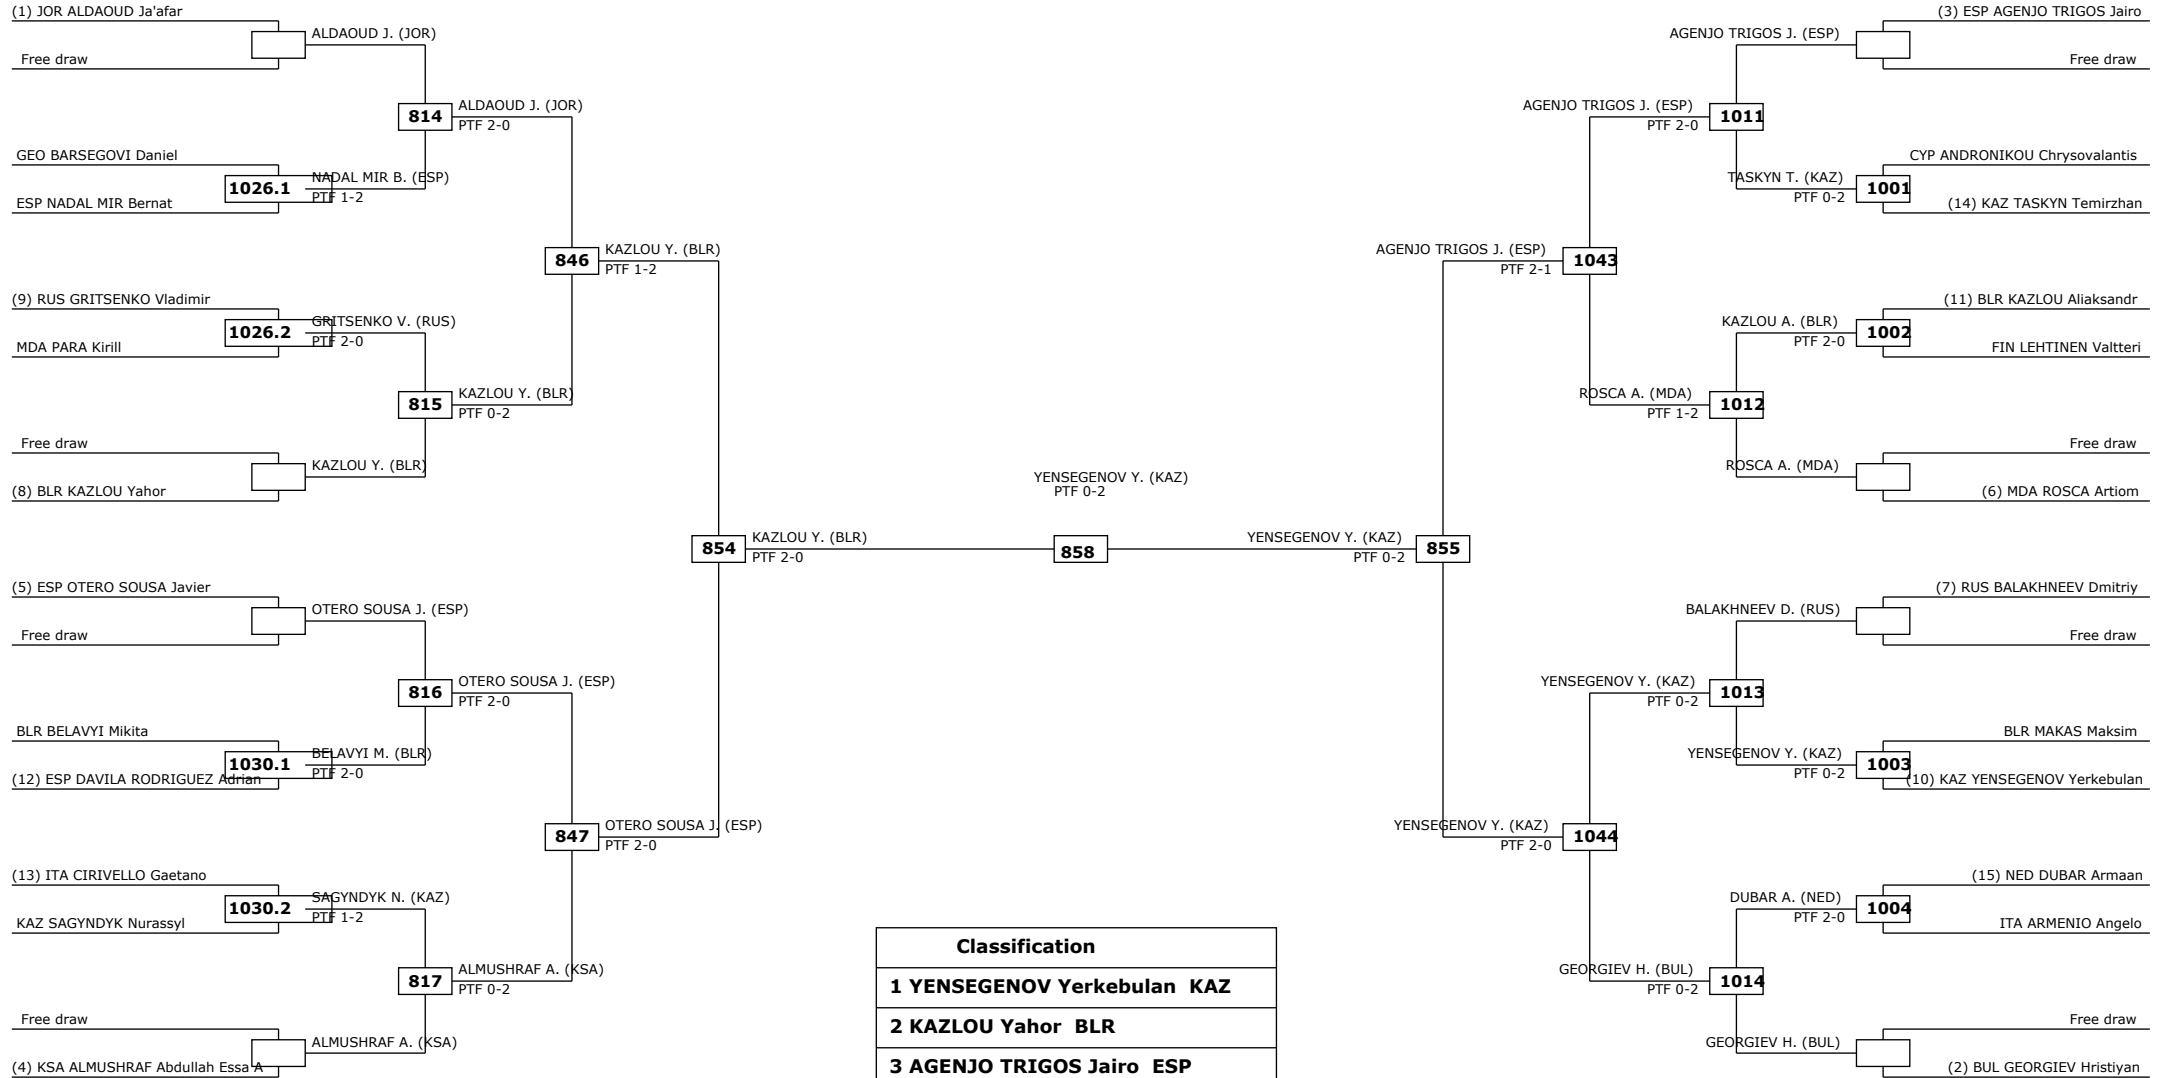 (1) JOR ALDAOUD Ja'afar
ALDAOUD J. (JOR)
Free draw
814
ALDAOUD J. (JOR)
PTF 2-0
GEO BARSEGOVI Daniel
1026.1
NADAL MIR B. (ESP)
PTF 1-2
ESP NADAL MIR Bernat
846
KAZLOU Y. (BLR)
PTF 1-2
(9) RUS GRITSENKO Vladimir
1026.2
GRITSENKO V. (RUS)
PTF 2-0
MDA PARA Kirill
815
KAZLOU Y. (BLR)
PTF 0-2
Free draw
KAZLOU Y. (BLR)
(8) BLR KAZLOU Yahor
854
KAZLOU Y. (BLR)
PTF 2-0
(5) ESP OTERO SOUSA Javier
OTERO SOUSA J. (ESP)
Free draw
816
OTERO SOUSA J. (ESP)
PTF 2-0
BLR BELAVYI Mikita
1030.1
BELAVYI M. (BLR)
PTF 2-0
(12) ESP DAVILA RODRIGUEZ Adrian
847
OTERO SOUSA J. (ESP)
PTF 2-0
(13) ITA CIRIVELLO Gaetano
1030.2
SAGYNDYK N. (KAZ)
PTF 1-2
KAZ SAGYNDYK Nurassyl
817
ALMUSHRAF A. (KSA)
PTF 0-2
Free draw
ALMUSHRAF A. (KSA)
(4) KSA ALMUSHRAF Abdullah Essa A
YENSEGENOV Y. (KAZ)
PTF 0-2
858
(3) ESP AGENJO TRIGOS Jairo
AGENJO TRIGOS J. (ESP)
Free draw
AGENJO TRIGOS J. (ESP)
PTF 2-0
1011
CYP ANDRONIKOU Chrysovalantis
TASKYN T. (KAZ)
PTF 0-2
1001
(14) KAZ TASKYN Temirzhan
AGENJO TRIGOS J. (ESP)
PTF 2-1
1043
(11) BLR KAZLOU Aliaksandr
KAZLOU A. (BLR)
PTF 2-0
1002
FIN LEHTINEN Valtteri
ROSCA A. (MDA)
PTF 1-2
1012
Free draw
ROSCA A. (MDA)
(6) MDA ROSCA Artiom
YENSEGENOV Y. (KAZ)
PTF 0-2
855
(7) RUS BALAKHNEEV Dmitriy
BALAKHNEEV D. (RUS)
Free draw
YENSEGENOV Y. (KAZ)
PTF 0-2
1013
BLR MAKAS Maksim
YENSEGENOV Y. (KAZ)
PTF 0-2
1003
(10) KAZ YENSEGENOV Yerkebulan
YENSEGENOV Y. (KAZ)
PTF 2-0
1044
(15) NED DUBAR Armaan
DUBAR A. (NED)
PTF 2-0
1004
ITA ARMENIO Angelo
GEORGIEV H. (BUL)
PTF 0-2
1014
Free draw
GEORGIEV H. (BUL)
(2) BUL GEORGIEV Hristiyan
Classification
1 YENSEGENOV Yerkebulan KAZ
2 KAZLOU Yahor BLR
3 AGENJO TRIGOS Jairo ESP